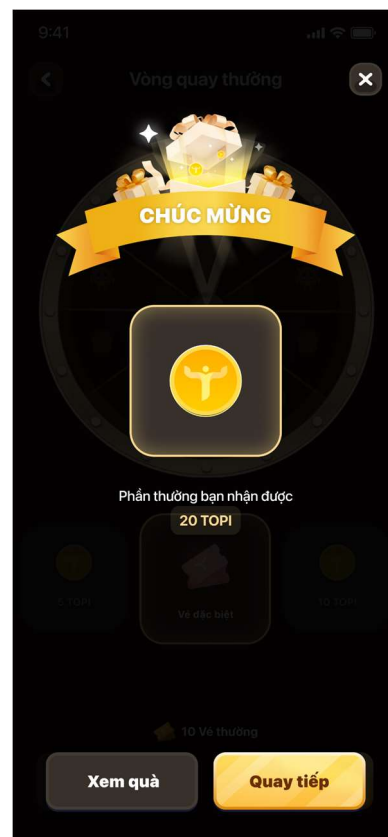 9:41
Vòng quay thưởng
CHÚC MỪNG
Phần thưởng bạn nhận được
20 TOPI
5 TOPI
Vé đặc biệt
10 TOPI
10 Vé thường
Xem quà
Quay tiếp